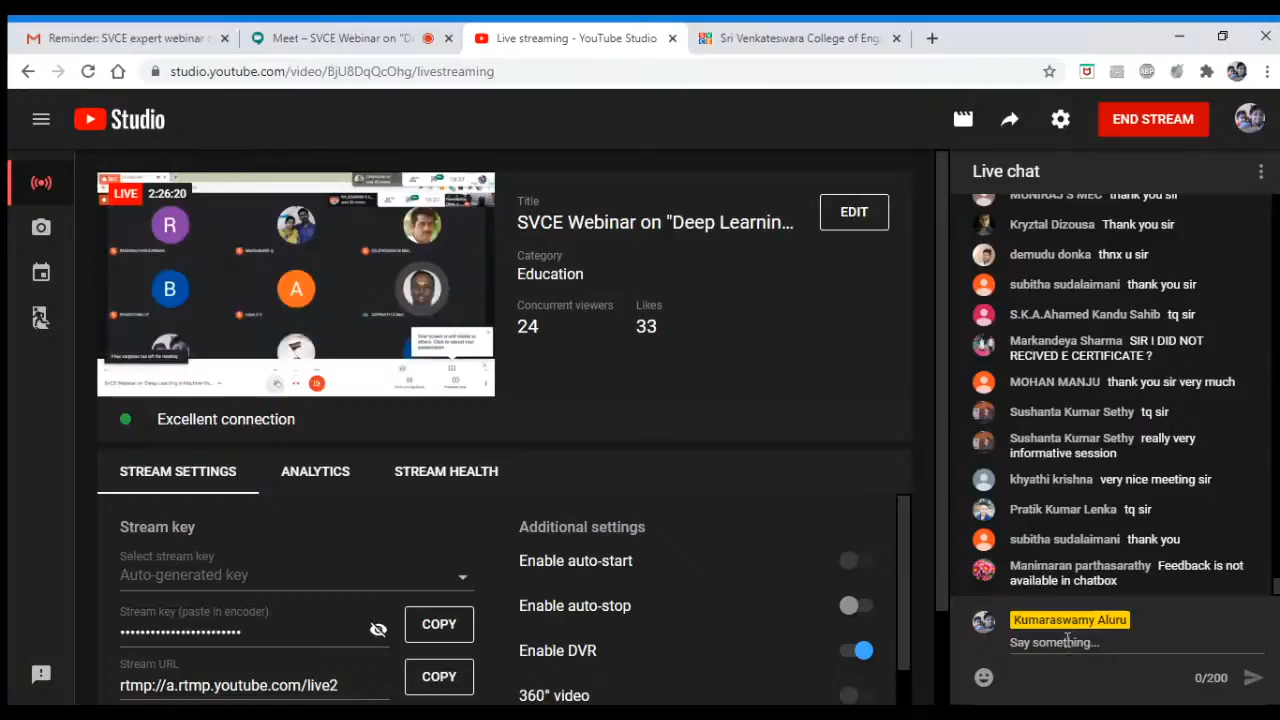 Reminder: SVCE expert webinar c
Meet – SVCE Webinar on "De
Live streaming - YouTube Studio
Sri Venkateswara College of Eng
studio.youtube.com/video/BjU8DqQcOhg/livestreaming
Studio
END STREAM
LIVE 2:26:20
R
B
A
Title
SVCE Webinar on "Deep Learnin...
EDIT
Category
Education
Concurrent viewers
24
Likes
33
Excellent connection
STREAM SETTINGS
ANALYTICS
STREAM HEALTH
Stream key
Select stream key
Auto-generated key
Stream key (paste in encoder)
COPY
Stream URL
rtmp://a.rtmp.youtube.com/live2
COPY
Additional settings
Enable auto-start
Enable auto-stop
Enable DVR
360° video
Live chat
MUNIRAJ S MEC thank you sir
Kryztal Dizousa Thank you sir
demudu donka thnx u sir
subitha sudalaimani thank you sir
S.K.A.Ahamed Kandu Sahib tq sir
Markandeya Sharma SIR I DID NOT
RECIVED E CERTIFICATE ?
MOHAN MANJU thank you sir very much
Sushanta Kumar Sethy tq sir
Sushanta Kumar Sethy really very
informative session
khyathi krishna very nice meeting sir
Pratik Kumar Lenka tq sir
subitha sudalaimani thank you
Manimaran parthasarathy Feedback is not
available in chatbox
Kumaraswamy Aluru
Say something...
0/200